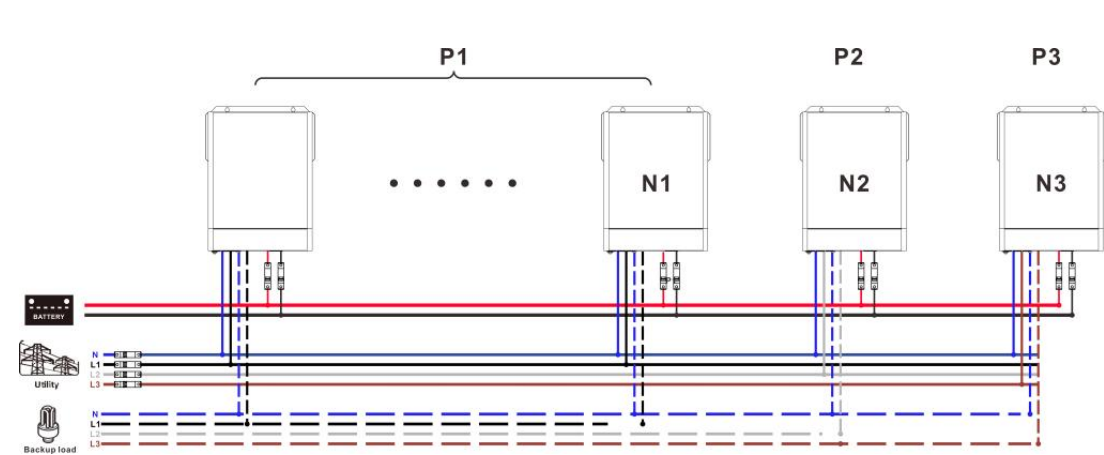 P1
P2
P3
N1
N2
N3
BATTERY
N
L1
L2
L3
Utility
N
L1
L2
L3
Backup load